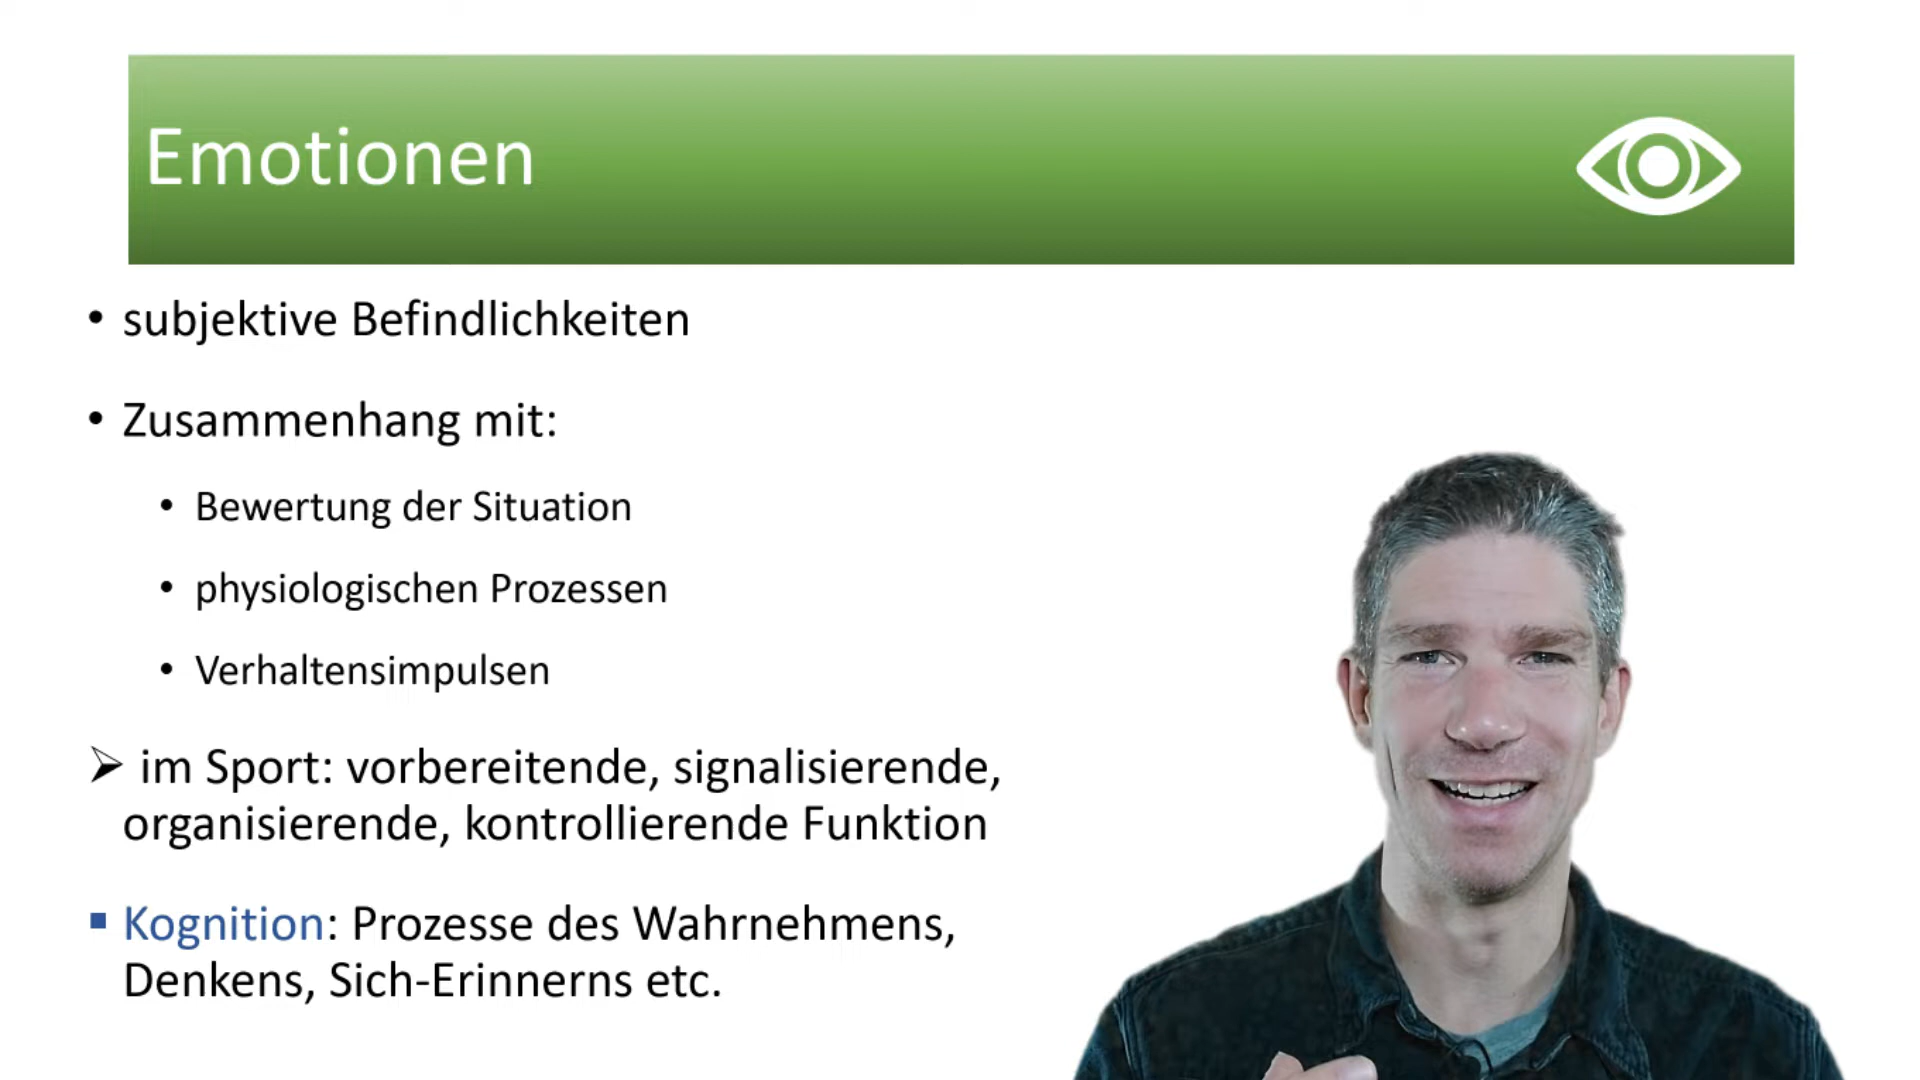 Emotionen
• subjektive Befindlichkeiten
• Zusammenhang mit:
• Bewertung der Situation
• physiologischen Prozessen
• Verhaltensimpulsen
➢ im Sport: vorbereitende, signalisierende,
organisierende, kontrollierende Funktion
▪ Kognition: Prozesse des Wahrnehmens,
Denkens, Sich-Erinnerns etc.